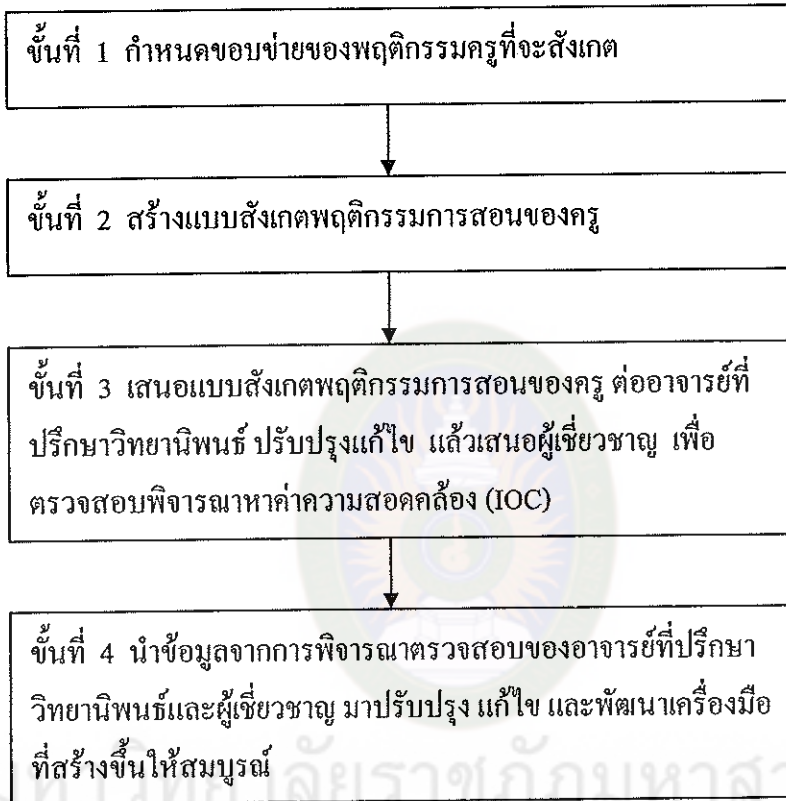 ขั้นที่ 1 กำหนดขอบข่ายของพฤติกรรมครูที่จะสังเกต
ขั้นที่ 2 สร้างแบบสังเกตพฤติกรรมการสอนของครู
ขั้นที่ 3 เสนอแบบสังเกตพฤติกรรมการสอนของครู ต่ออาจารย์ที่
ปรึกษาวิทยานิพนธ์ ปรับปรุงแก้ไข แล้วเสนอผู้เชี่ยวชาญ เพื่อ
ตรวจสอบพิจารณาหาค่าความสอดคล้อง (IOC)
ขั้นที่ 4 นำข้อมูลจากการพิจารณาตรวจสอบของอาจารย์ที่ปรึกษา
วิทยานิพนธ์และผู้เชี่ยวชาญ มาปรับปรุง แก้ไข และพัฒนาเครื่องมือ
ที่สร้างขึ้นให้สมบูรณ์